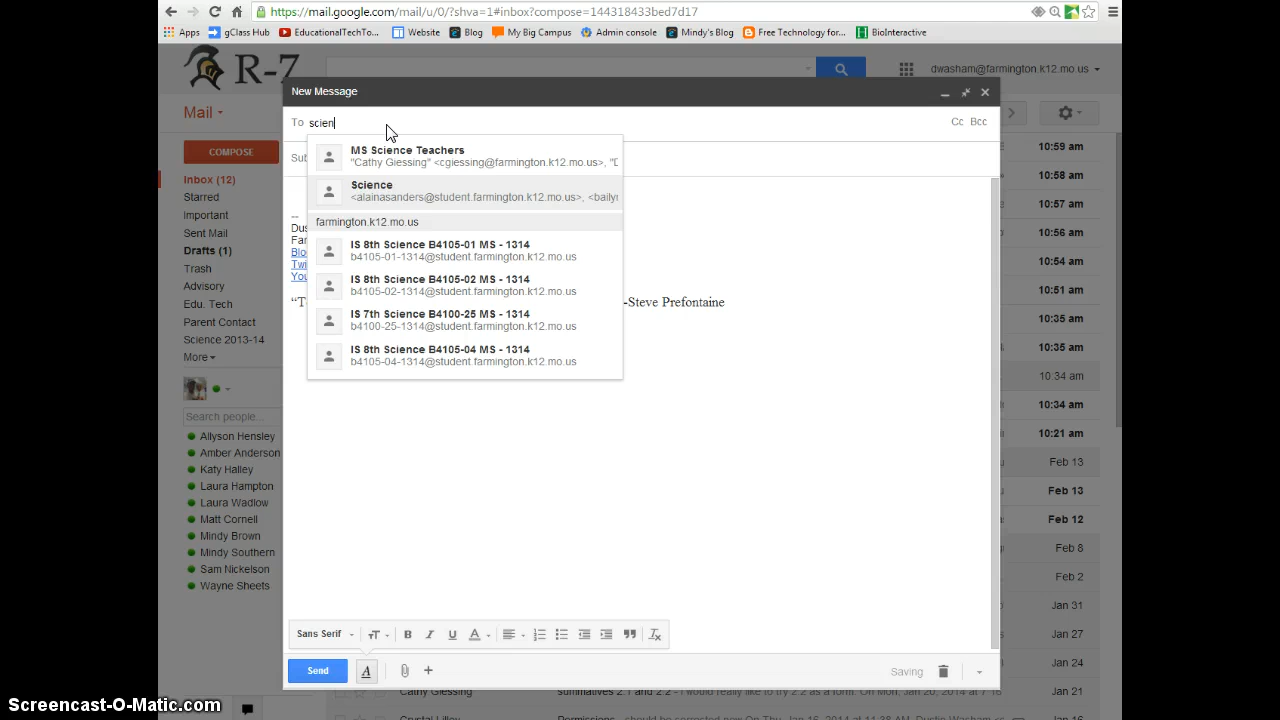 https://mail.google.com/mail/u/0/?shva=1#inbox?compose=144318433bed7d17
Apps gClass Hub EducationalTechTo... Website Blog My Big Campus Admin console Mindy's Blog Free Technology for... BioInteractive
R-7
dwasham@farmington.k12.mo.us
New Message
Mail
To scien
Cc Bcc
COMPOSE
Inbox (12)
Starred
Important
Sent Mail
Drafts (1)
Trash
Advisory
Edu. Tech
Parent Contact
Science 2013-14
More
Search people...
Allyson Hensley
Amber Anderson
Katy Halley
Laura Hampton
Laura Wadlow
Matt Cornell
Mindy Brown
Mindy Southern
Sam Nickelson
Wayne Sheets
MS Science Teachers
"Cathy Giessing" <cgiessing@farmington.k12.mo.us>, "D
Science
<alainasanders@student.farmington.k12.mo.us>, <baily
farmington.k12.mo.us
IS 8th Science B4105-01 MS - 1314
b4105-01-1314@student.farmington.k12.mo.us
IS 8th Science B4105-02 MS - 1314
b4105-02-1314@student.farmington.k12.mo.us
IS 7th Science B4100-25 MS - 1314
b4100-25-1314@student.farmington.k12.mo.us
IS 8th Science B4105-04 MS - 1314
b4105-04-1314@student.farmington.k12.mo.us
Sub
--
Dus
Far
Blo
Twi
You
“T
-Steve Prefontaine
10:59 am
10:58 am
10:56 am
10:54 am
10:51 am
10:35 am
10:35 am
10:34 am
10:34 am
10:21 am
Feb 13
Feb 13
Feb 12
Feb 8
Feb 2
Jan 31
Jan 27
Jan 24
Jan 21
Jan 16
Sans Serif
Send
Saving
Cathy Giessing summatives 2.1 and 2.2 - I would really like to try 2.2 as a form. On Mon, Jan 20, 2014 at 7:16
Screencast-O-Matic.com